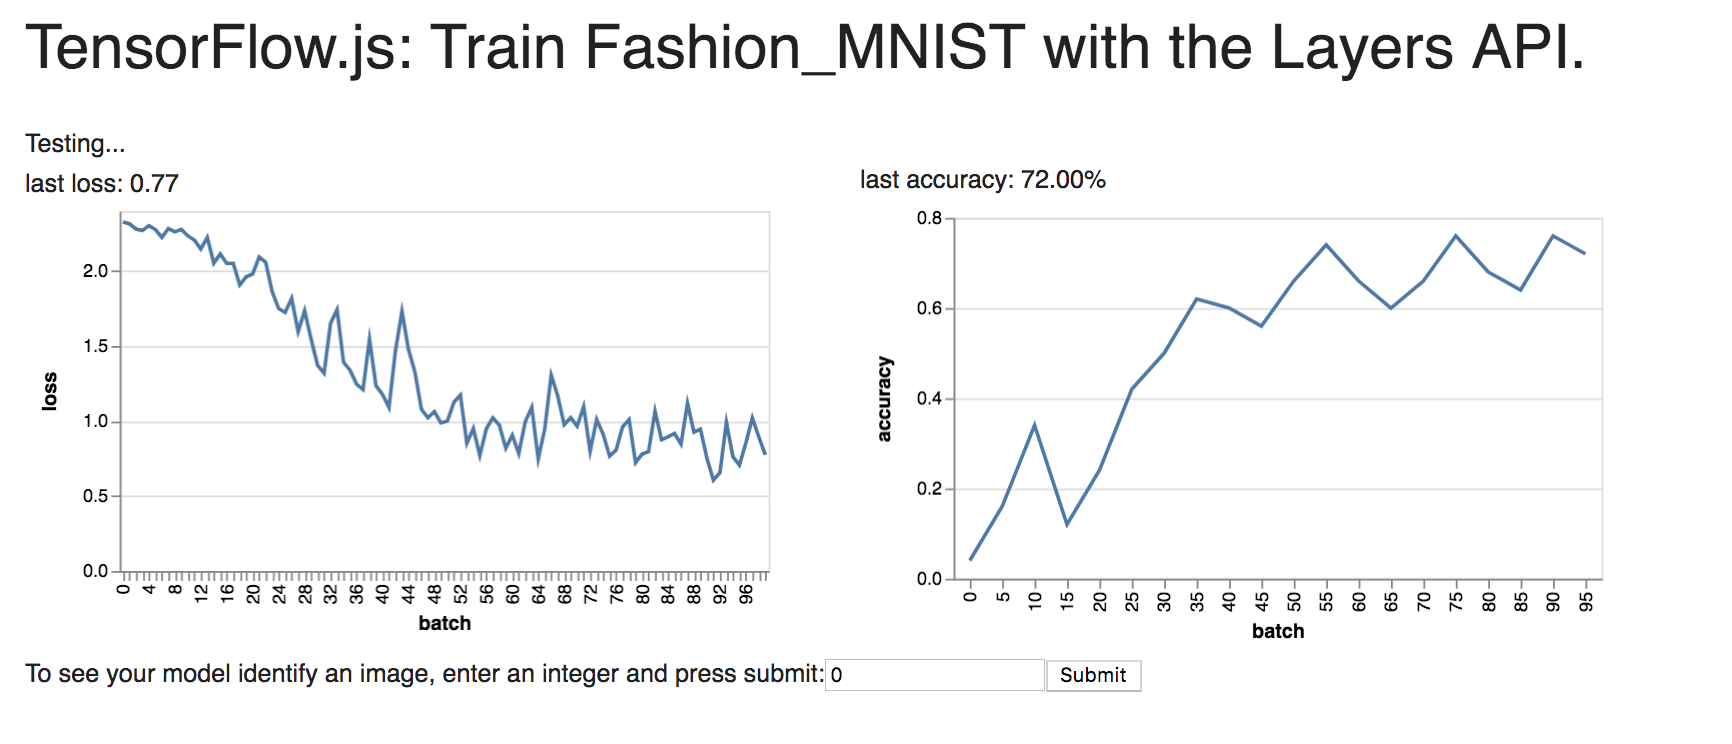 TensorFlow.js: Train Fashion_MNIST with the Layers API.
Testing...
last loss: 0.77
2.0
1.5
1.0
0.5
0.0
loss
0 4 8 12 16 20 24 28 32 36 40 44 48 52 56 60 64 68 72 76 80 84 88 92 96
batch
last accuracy: 72.00%
0.8
0.6
0.4
0.2
0.0
accuracy
0 5 10 15 20 25 30 35 40 45 50 55 60 65 70 75 80 85 90 95
batch
To see your model identify an image, enter an integer and press submit: 0 Submit